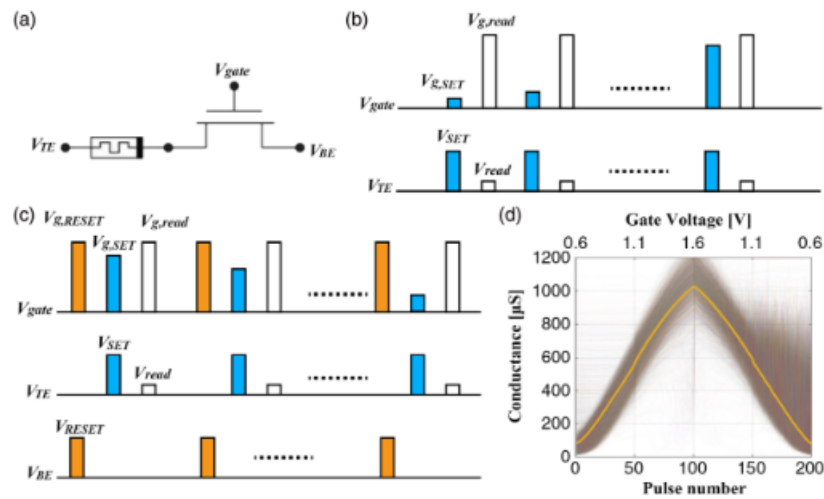 (a)
Vgate
VTE
VBE
(b)
Vg,read
Vg,SET
Vgate
VSET
Vread
VTE
(c)
Vg,RESET
Vg,SET
Vg,read
Vgate
VSET
Vread
VTE
VRESET
VBE
(d)
Gate Voltage [V]
0.6 1.1 1.6 1.1 0.6
Conductance [µS]
1200
1000
800
600
400
200
0
0 50 100 150 200
Pulse number